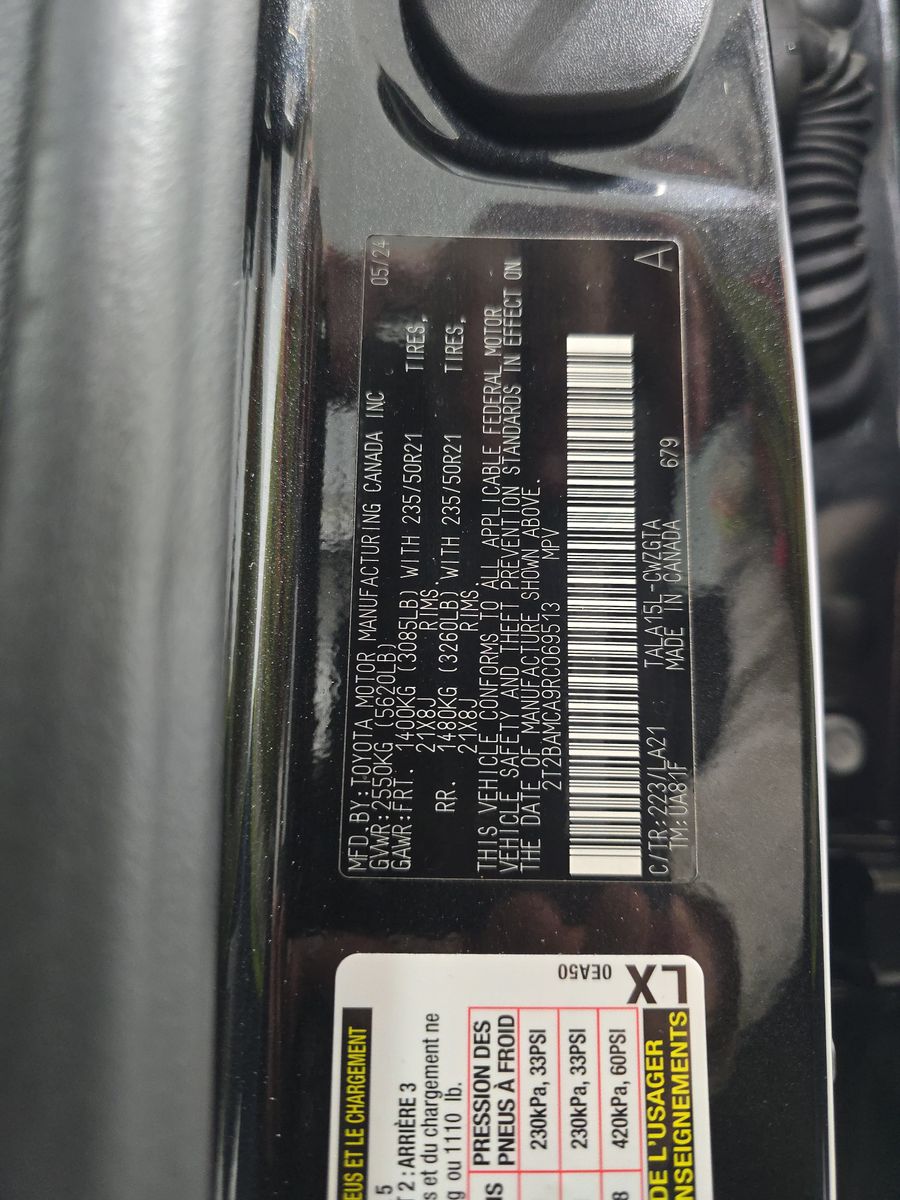 MFD.BY:TOYOTA MOTOR MANUFACTURING CANADA INC 05/24
GVWR:2550KG (5620LB)
GAWR:FRT. 1400KG (3085LB) WITH 235/50R21 TIRES,
21X8J RIMS
RR. 1480KG (3260LB) WITH 235/50R21 TIRES,
21X8J RIMS
THIS VEHICLE CONFORMS TO ALL APPLICABLE FEDERAL MOTOR
VEHICLE SAFETY AND THEFT PREVENTION STANDARDS IN EFFECT ON
THE DATE OF MANUFACTURE SHOWN ABOVE.
2T2BAMCA9RC069513 MPV
C/TR:223/LA21 TALA15L-CWZGTA 679
TM:UA81F MADE IN CANADA A
EUS ET LE CHARGEMENT
5
T 2 : ARRIÈRE 3
s et du chargement ne
g ou 1110 lb.
PRESSION DES
PNEUS À FROID
230kPa, 33PSI
230kPa, 33PSI
420kPa, 60PSI
DE L'USAGER
NSEIGNEMENTS
0EA50
LX